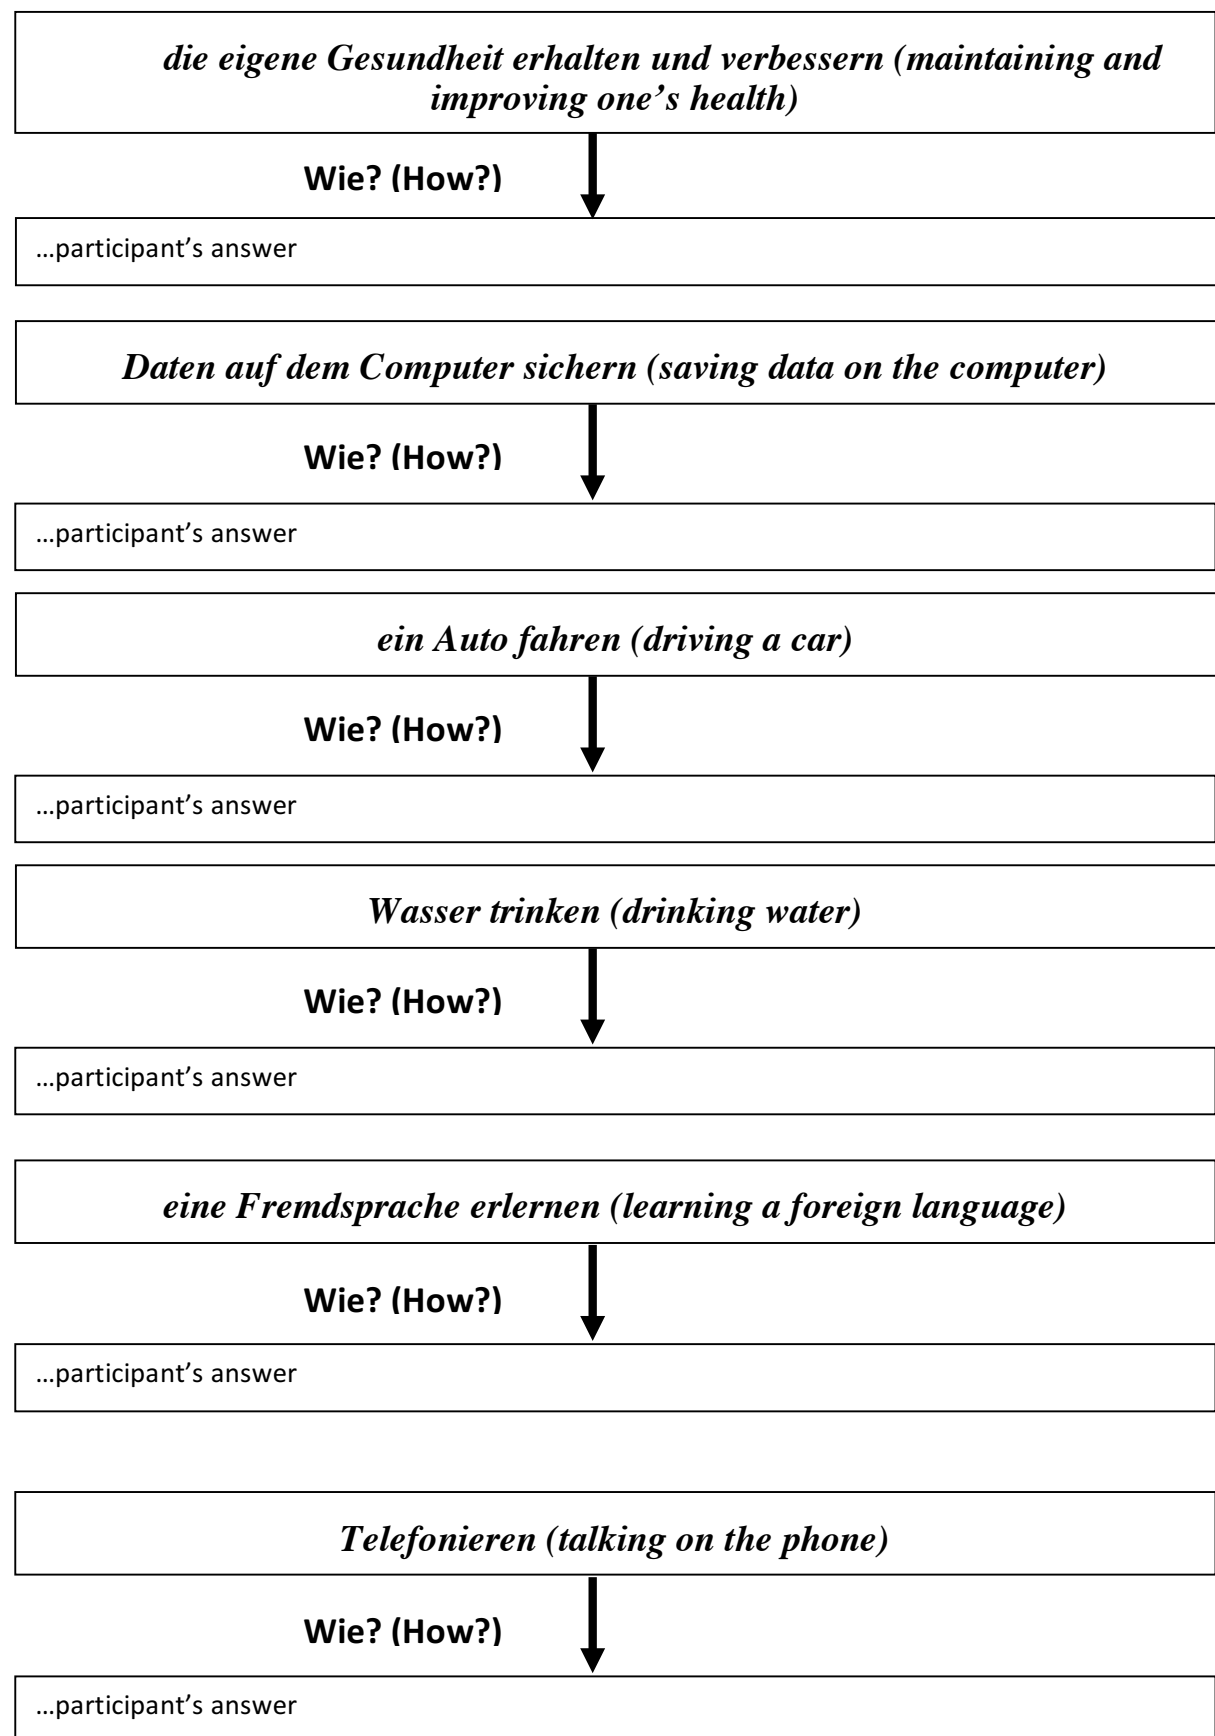 die eigene Gesundheit erhalten und verbessern (maintaining and
improving one’s health)
Wie? (How?)
…participant’s answer
Daten auf dem Computer sichern (saving data on the computer)
Wie? (How?)
…participant’s answer
ein Auto fahren (driving a car)
Wie? (How?)
…participant’s answer
Wasser trinken (drinking water)
Wie? (How?)
…participant’s answer
eine Fremdsprache erlernen (learning a foreign language)
Wie? (How?)
…participant’s answer
Telefonieren (talking on the phone)
Wie? (How?)
…participant’s answer